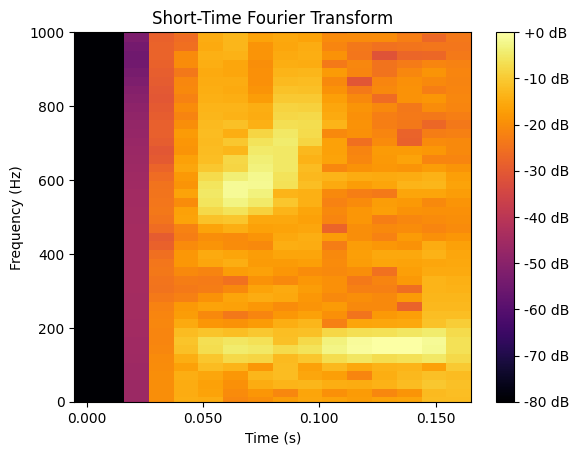 Short-Time Fourier Transform
1000
800
600
400
200
0
Frequency (Hz)
0.000
0.050
0.100
0.150
Time (s)
+0 dB
-10 dB
-20 dB
-30 dB
-40 dB
-50 dB
-60 dB
-70 dB
-80 dB